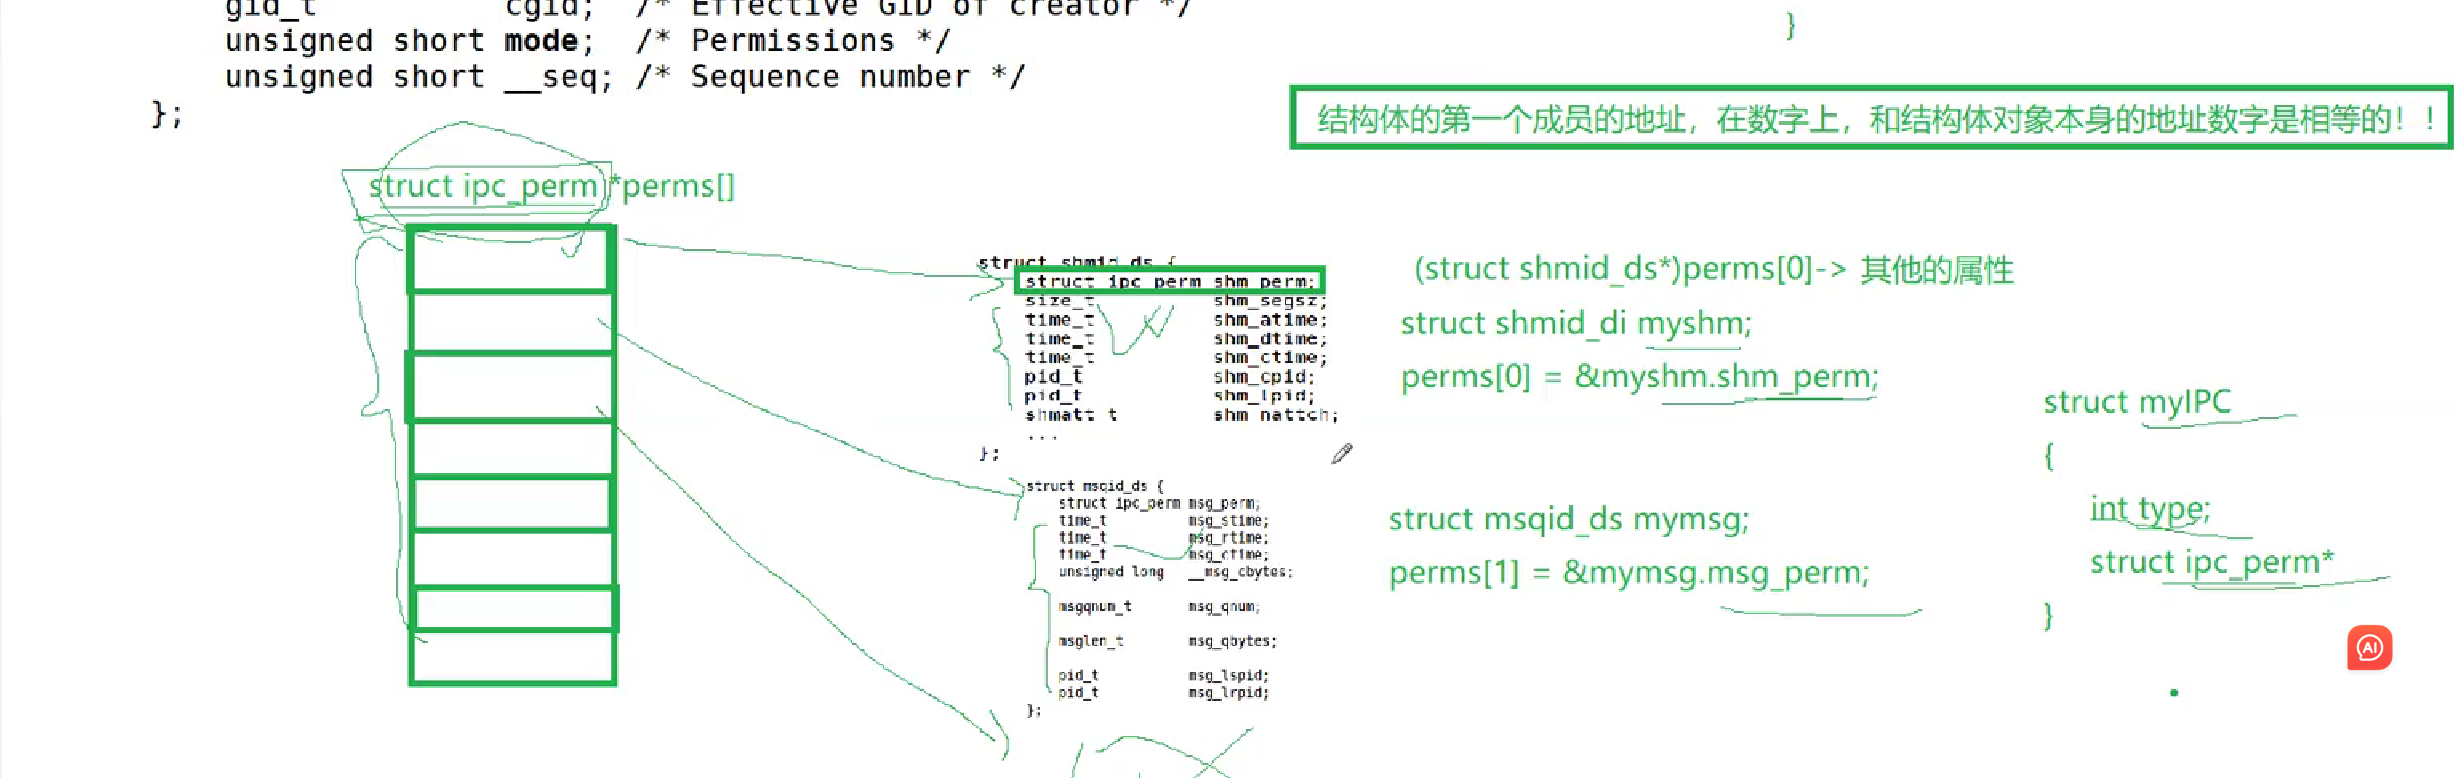 gid_t cgid; /* Effective GID of creator */
unsigned short mode; /* Permissions */
unsigned short __seq; /* Sequence number */
};
}
结构体的第一个成员的地址，在数字上，和结构体对象本身的地址数字是相等的！！
struct ipc_perm *perms[]
struct shmid_ds {
struct ipc_perm shm_perm;
size_t shm_segsz;
time_t shm_atime;
time_t shm_dtime;
time_t shm_ctime;
pid_t shm_cpid;
pid_t shm_lpid;
shmatt_t shm_nattch;
...
};
(struct shmid_ds*)perms[0]-> 其他的属性
struct shmid_di myshm;
perms[0] = &myshm.shm_perm;
struct msqid_ds {
struct ipc_perm msg_perm;
time_t msg_stime;
time_t msg_rtime;
time_t msg_ctime;
unsigned long __msg_cbytes;
msgqnum_t msg_qnum;
msglen_t msg_qbytes;
pid_t msg_lspid;
pid_t msg_lrpid;
};
struct msqid_ds mymsg;
perms[1] = &mymsg.msg_perm;
struct myIPC
{
int type;
struct ipc_perm*
}
AI